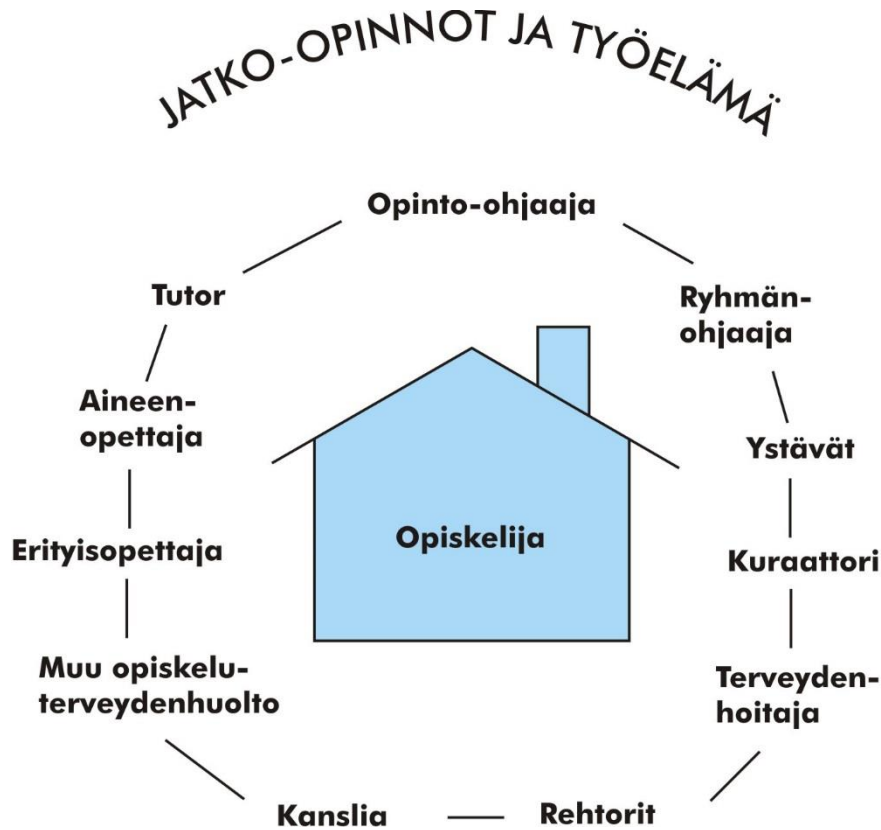 JATKO-OPINNOT JA TYÖELÄMÄ
Opinto-ohjaaja
Tutor
Ryhmän-
ohjaaja
Aineen-
opettaja
Ystävät
Opiskelija
Erityisopettaja
Kuraattori
Muu opiskelu-
terveydenhuolto
Terveyden-
hoitaja
Kanslia
Rehtorit